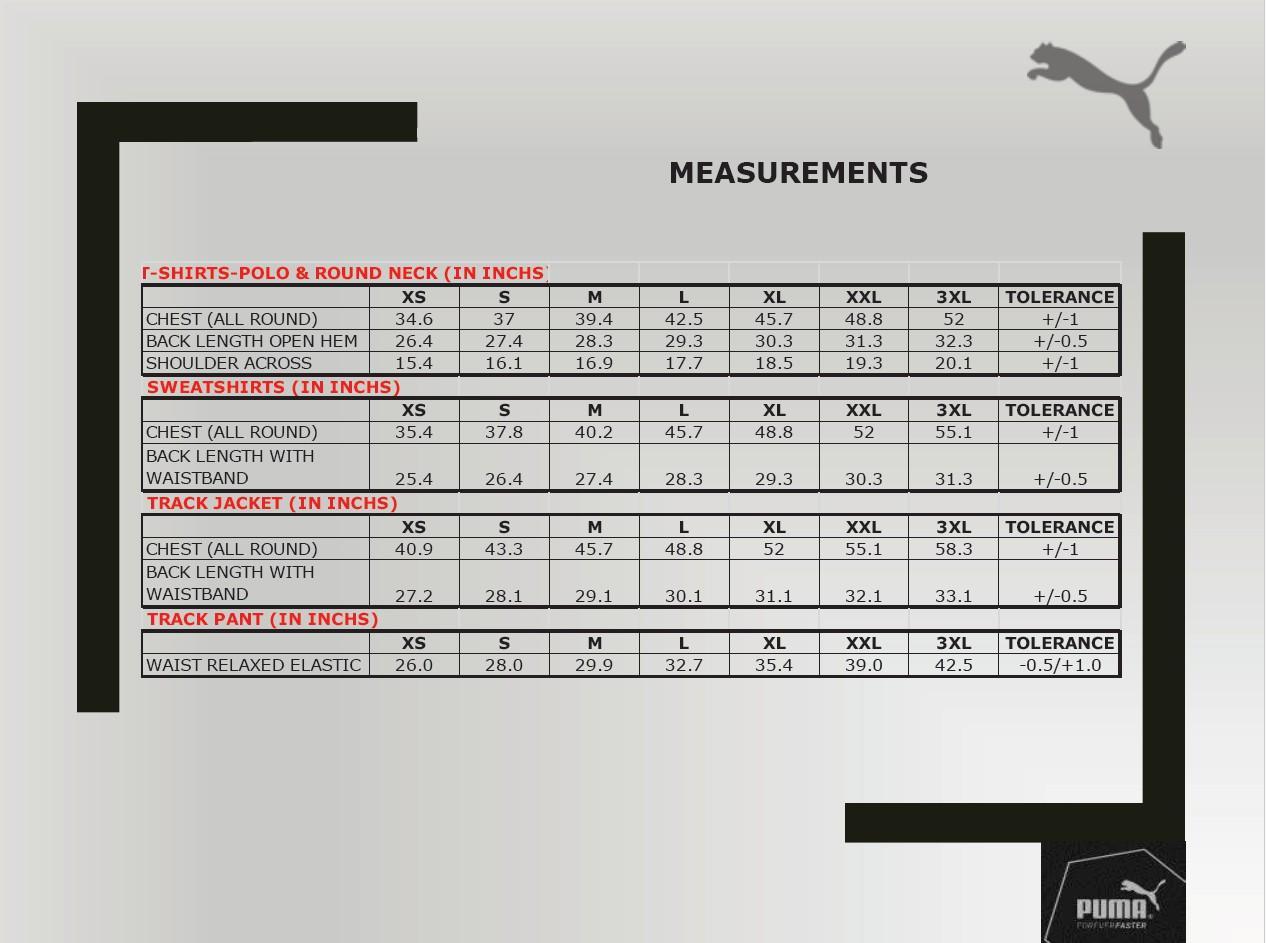 MEASUREMENTS
T-SHIRTS-POLO & ROUND NECK (IN INCHS)
XS S M L XL XXL 3XL TOLERANCE
CHEST (ALL ROUND) 34.6 37 39.4 42.5 45.7 48.8 52 +/-1
BACK LENGTH OPEN HEM 26.4 27.4 28.3 29.3 30.3 31.3 32.3 +/-0.5
SHOULDER ACROSS 15.4 16.1 16.9 17.7 18.5 19.3 20.1 +/-1
SWEATSHIRTS (IN INCHS)
XS S M L XL XXL 3XL TOLERANCE
CHEST (ALL ROUND) 35.4 37.8 40.2 45.7 48.8 52 55.1 +/-1
BACK LENGTH WITH
WAISTBAND 25.4 26.4 27.4 28.3 29.3 30.3 31.3 +/-0.5
TRACK JACKET (IN INCHS)
XS S M L XL XXL 3XL TOLERANCE
CHEST (ALL ROUND) 40.9 43.3 45.7 48.8 52 55.1 58.3 +/-1
BACK LENGTH WITH
WAISTBAND 27.2 28.1 29.1 30.1 31.1 32.1 33.1 +/-0.5
TRACK PANT (IN INCHS)
XS S M L XL XXL 3XL TOLERANCE
WAIST RELAXED ELASTIC 26.0 28.0 29.9 32.7 35.4 39.0 42.5 -0.5/+1.0
PUMA®
FOREVERFASTER